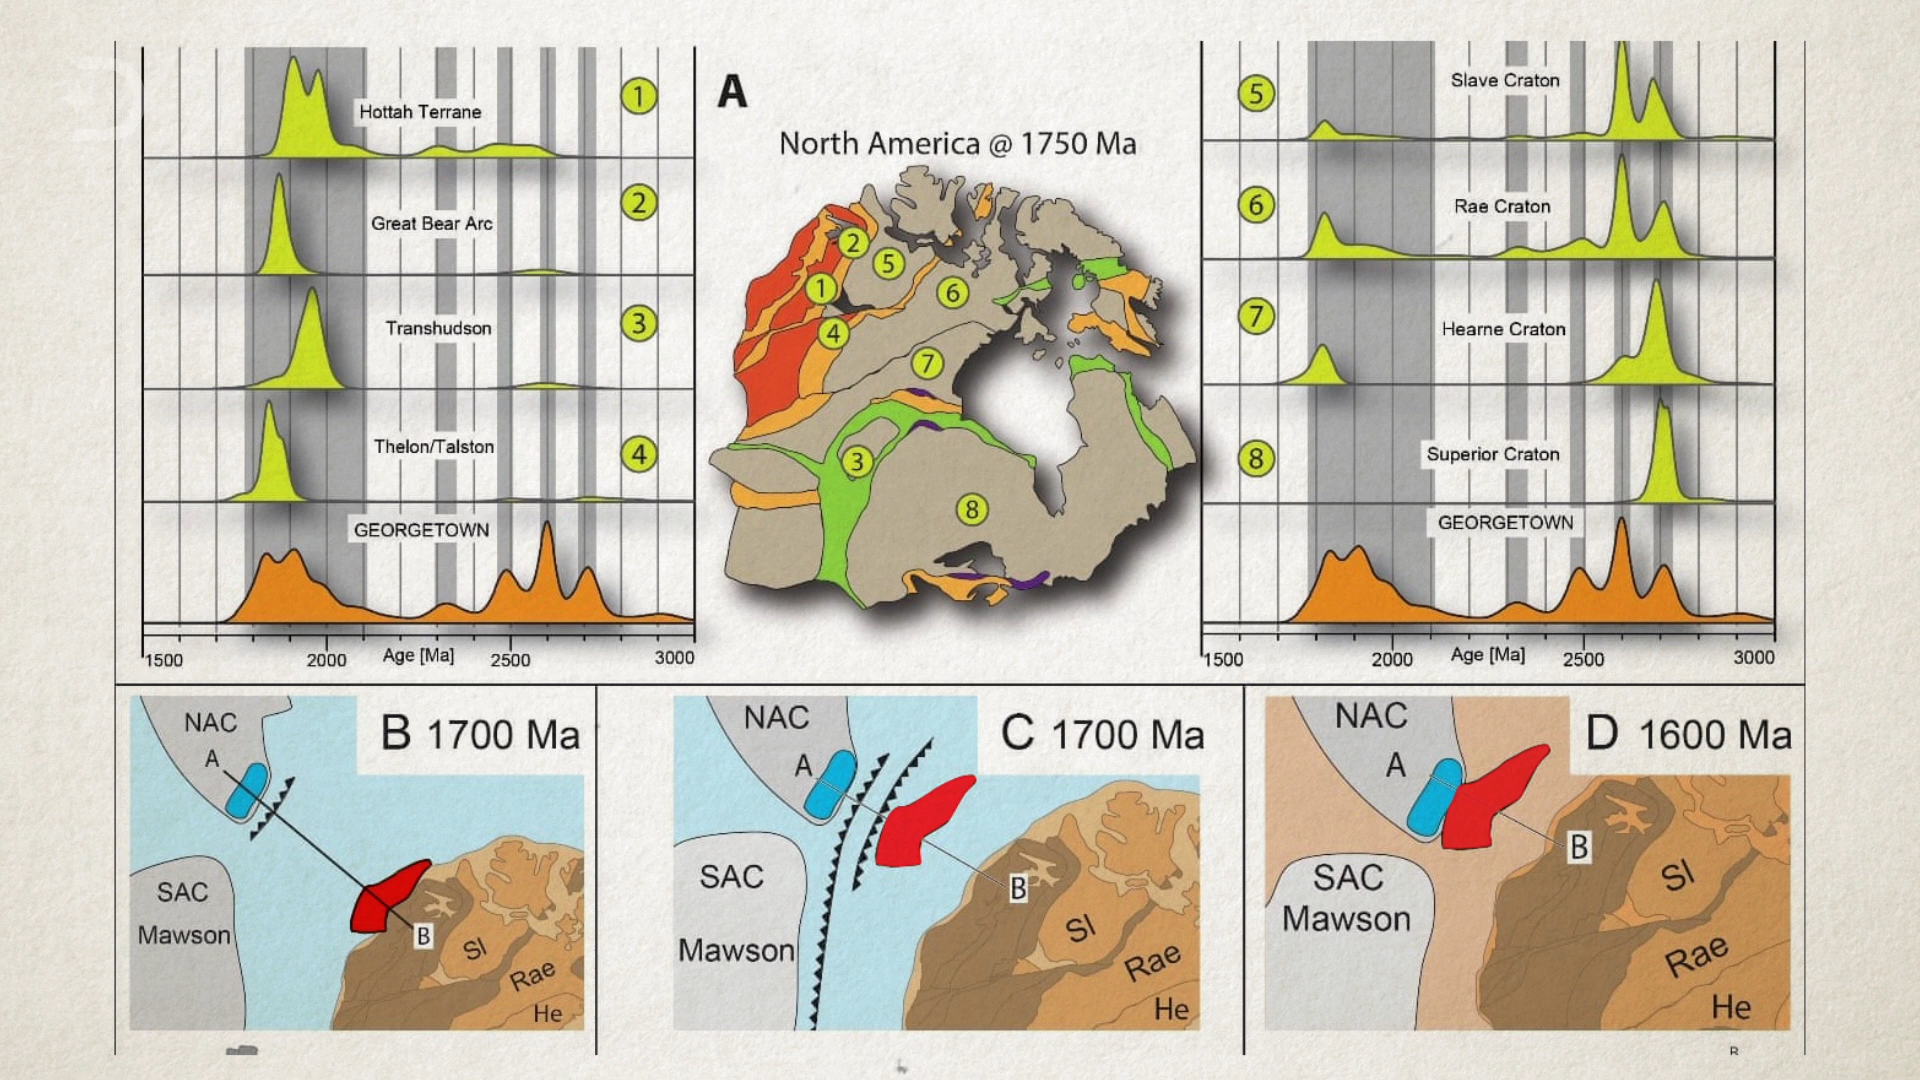 Hottah Terrane
1
Great Bear Arc
2
Transhudson
3
Thelon/Talston
4
GEORGETOWN
1500
2000
Age [Ma]
2500
3000
A
North America @ 1750 Ma
2
5
1
6
4
7
3
8
5
Slave Craton
6
Rae Craton
7
Hearne Craton
8
Superior Craton
GEORGETOWN
1500
2000
Age [Ma]
2500
3000
B 1700 Ma
NAC
A
SAC
Mawson
B
Sl
Rae
He
C 1700 Ma
NAC
A
SAC
Mawson
B
Sl
Rae
He
D 1600 Ma
NAC
A
B
SAC
Mawson
Sl
Rae
He